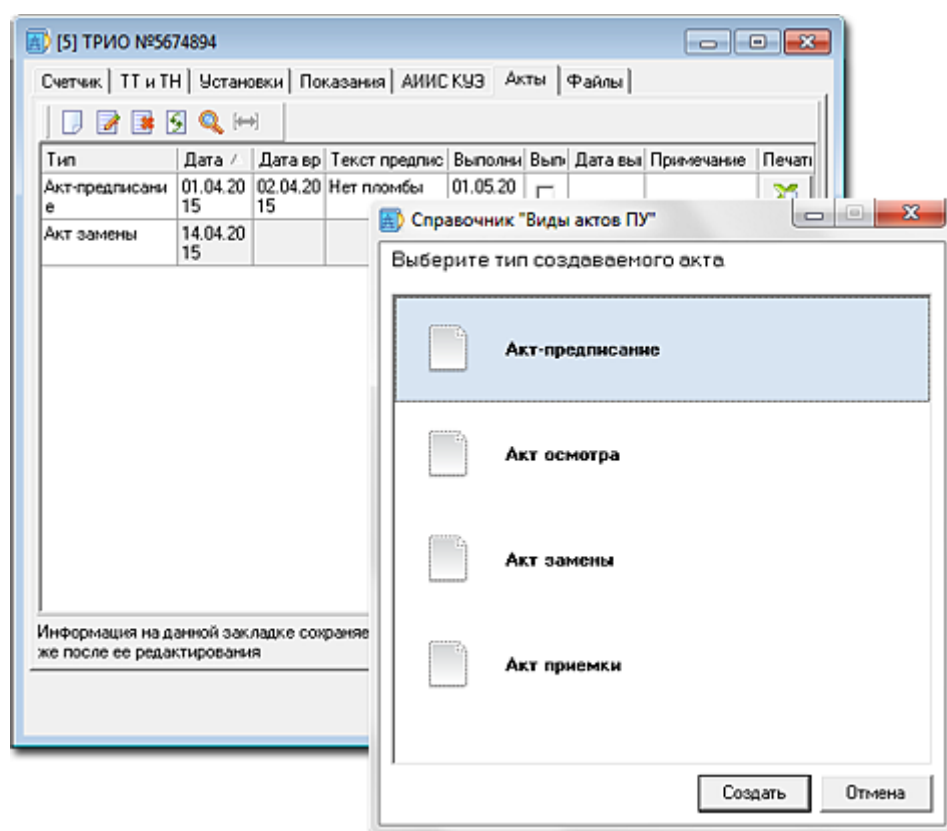 [5] ТРИО №5674894
Счетчик ТТ и ТН Установки Показания АИИС КУЭ Акты Файлы
Тип Дата Дата вр Текст предпис Выполни Вып Дата вы Примечание Печать
Акт-предписани
е
01.04.20
15
02.04.20
15
Нет пломбы
01.05.20
Акт замены
14.04.20
15
Информация на данной закладке сохраняе
же после ее редактирования
Справочник "Виды актов ПУ"
Выберите тип создаваемого акта
Акт-предписание
Акт осмотра
Акт замены
Акт приемки
Создать Отмена